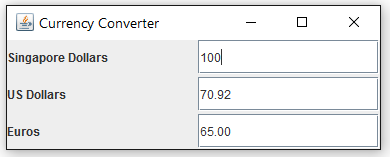 Currency Converter
Singapore Dollars 100
US Dollars 70.92
Euros 65.00